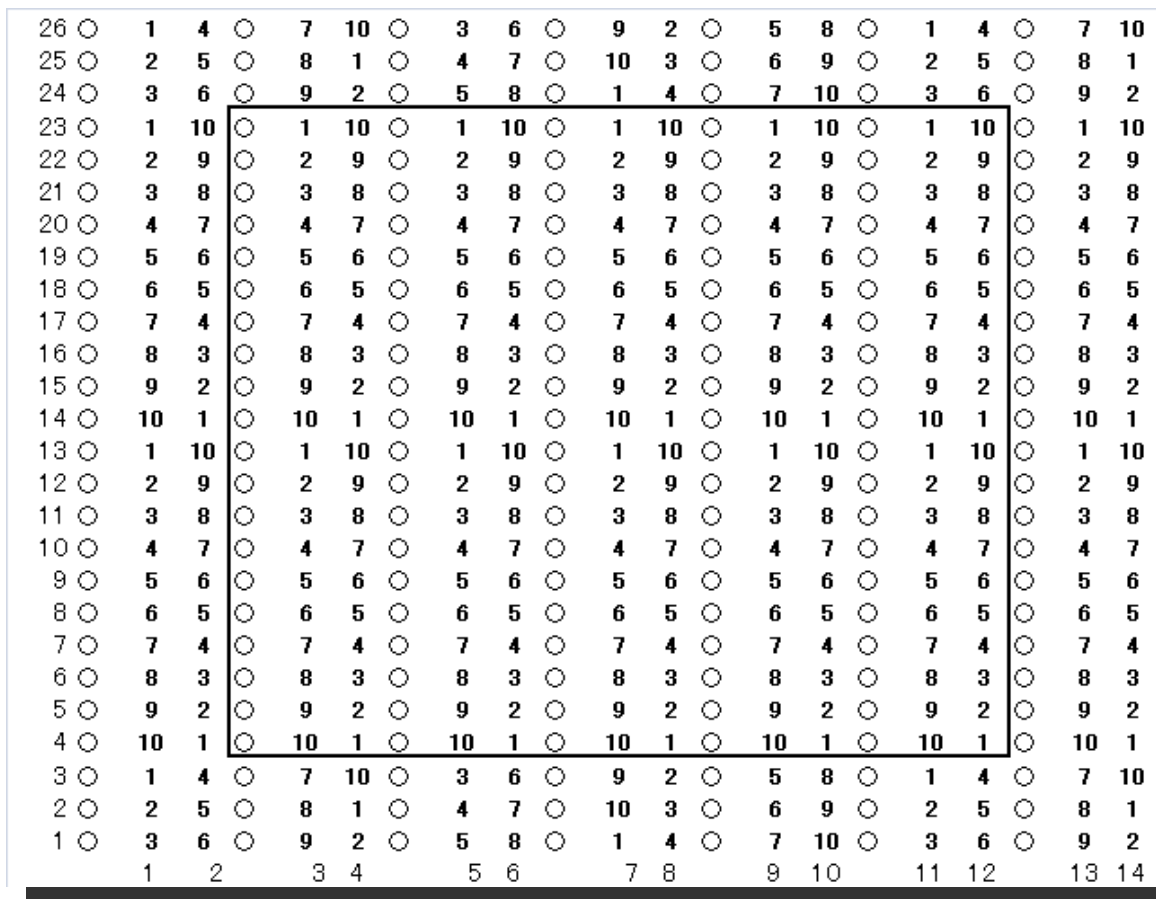 26 ○ 1 4 ○ 7 10 ○ 3 6 ○ 9 2 ○ 5 8 ○ 1 4 ○ 7 10
25 ○ 2 5 ○ 8 1 ○ 4 7 ○ 10 3 ○ 6 9 ○ 2 5 ○ 8 1
24 ○ 3 6 ○ 9 2 ○ 5 8 ○ 1 4 ○ 7 10 ○ 3 6 ○ 9 2
23 ○ 1 10 ○ 1 10 ○ 1 10 ○ 1 10 ○ 1 10 ○ 1 10 ○ 1 10
22 ○ 2 9 ○ 2 9 ○ 2 9 ○ 2 9 ○ 2 9 ○ 2 9 ○ 2 9
21 ○ 3 8 ○ 3 8 ○ 3 8 ○ 3 8 ○ 3 8 ○ 3 8 ○ 3 8
20 ○ 4 7 ○ 4 7 ○ 4 7 ○ 4 7 ○ 4 7 ○ 4 7 ○ 4 7
19 ○ 5 6 ○ 5 6 ○ 5 6 ○ 5 6 ○ 5 6 ○ 5 6 ○ 5 6
18 ○ 6 5 ○ 6 5 ○ 6 5 ○ 6 5 ○ 6 5 ○ 6 5 ○ 6 5
17 ○ 7 4 ○ 7 4 ○ 7 4 ○ 7 4 ○ 7 4 ○ 7 4 ○ 7 4
16 ○ 8 3 ○ 8 3 ○ 8 3 ○ 8 3 ○ 8 3 ○ 8 3 ○ 8 3
15 ○ 9 2 ○ 9 2 ○ 9 2 ○ 9 2 ○ 9 2 ○ 9 2 ○ 9 2
14 ○ 10 1 ○ 10 1 ○ 10 1 ○ 10 1 ○ 10 1 ○ 10 1 ○ 10 1
13 ○ 1 10 ○ 1 10 ○ 1 10 ○ 1 10 ○ 1 10 ○ 1 10 ○ 1 10
12 ○ 2 9 ○ 2 9 ○ 2 9 ○ 2 9 ○ 2 9 ○ 2 9 ○ 2 9
11 ○ 3 8 ○ 3 8 ○ 3 8 ○ 3 8 ○ 3 8 ○ 3 8 ○ 3 8
10 ○ 4 7 ○ 4 7 ○ 4 7 ○ 4 7 ○ 4 7 ○ 4 7 ○ 4 7
9 ○ 5 6 ○ 5 6 ○ 5 6 ○ 5 6 ○ 5 6 ○ 5 6 ○ 5 6
8 ○ 6 5 ○ 6 5 ○ 6 5 ○ 6 5 ○ 6 5 ○ 6 5 ○ 6 5
7 ○ 7 4 ○ 7 4 ○ 7 4 ○ 7 4 ○ 7 4 ○ 7 4 ○ 7 4
6 ○ 8 3 ○ 8 3 ○ 8 3 ○ 8 3 ○ 8 3 ○ 8 3 ○ 8 3
5 ○ 9 2 ○ 9 2 ○ 9 2 ○ 9 2 ○ 9 2 ○ 9 2 ○ 9 2
4 ○ 10 1 ○ 10 1 ○ 10 1 ○ 10 1 ○ 10 1 ○ 10 1 ○ 10 1
3 ○ 1 4 ○ 7 10 ○ 3 6 ○ 9 2 ○ 5 8 ○ 1 4 ○ 7 10
2 ○ 2 5 ○ 8 1 ○ 4 7 ○ 10 3 ○ 6 9 ○ 2 5 ○ 8 1
1 ○ 3 6 ○ 9 2 ○ 5 8 ○ 1 4 ○ 7 10 ○ 3 6 ○ 9 2
1 2 3 4 5 6 7 8 9 10 11 12 13 14